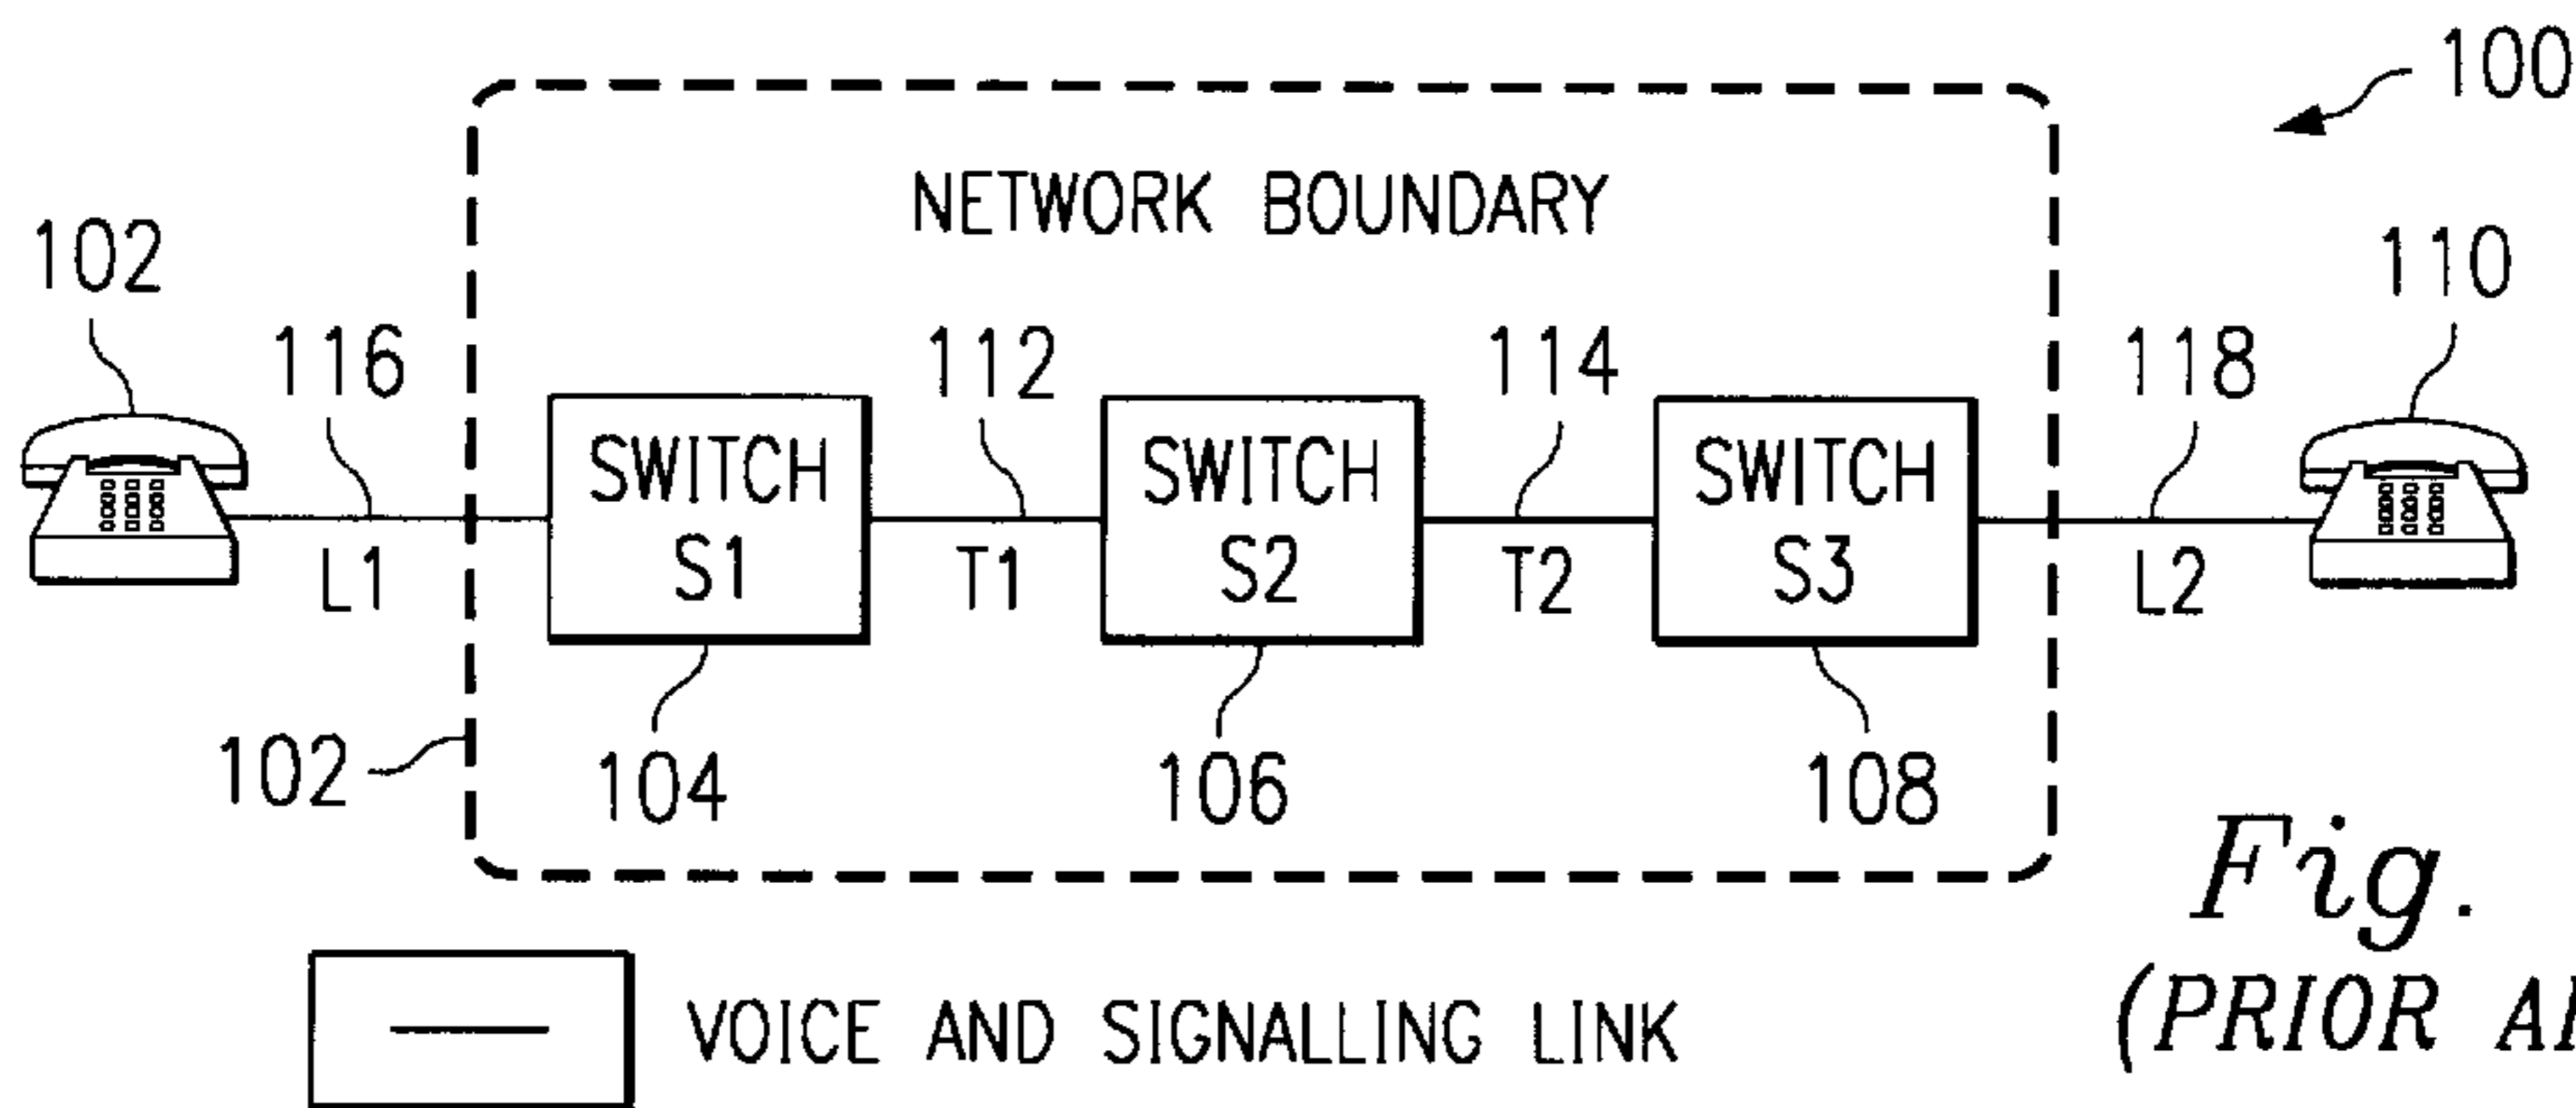 100
NETWORK BOUNDARY
102
110
116
112
114
118
SWITCH
S1
SWITCH
S2
SWITCH
S3
L1
T1
T2
L2
102
104
106
108
Fig.
(PRIOR
VOICE AND SIGNALLING LINK